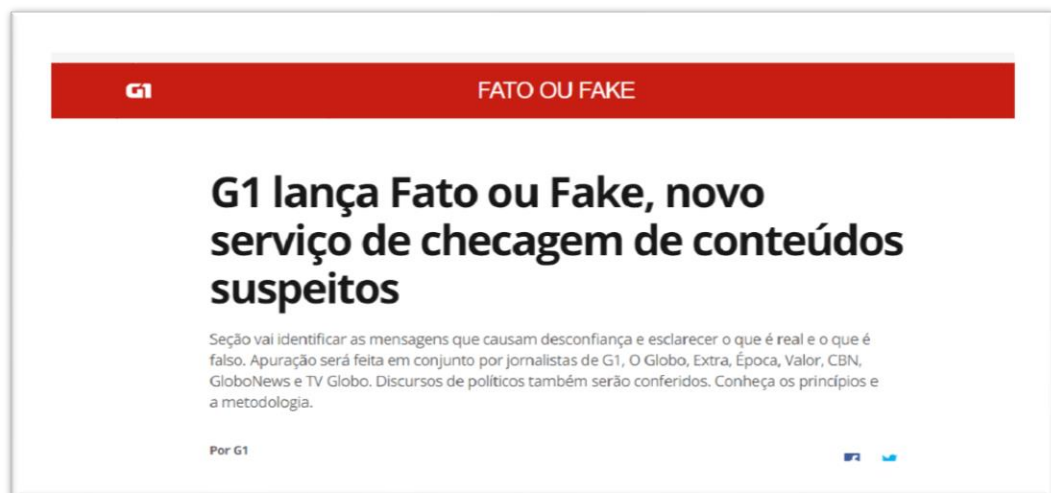 G1 FATO OU FAKE
G1 lança Fato ou Fake, novo
serviço de checagem de conteúdos
suspeitos
Seção vai identificar as mensagens que causam desconfiança e esclarecer o que é real e o que é
falso. Apuração será feita em conjunto por jornalistas de G1, O Globo, Extra, Época, Valor, CBN,
GloboNews e TV Globo. Discursos de políticos também serão conferidos. Conheça os princípios e
a metodologia.
Por G1